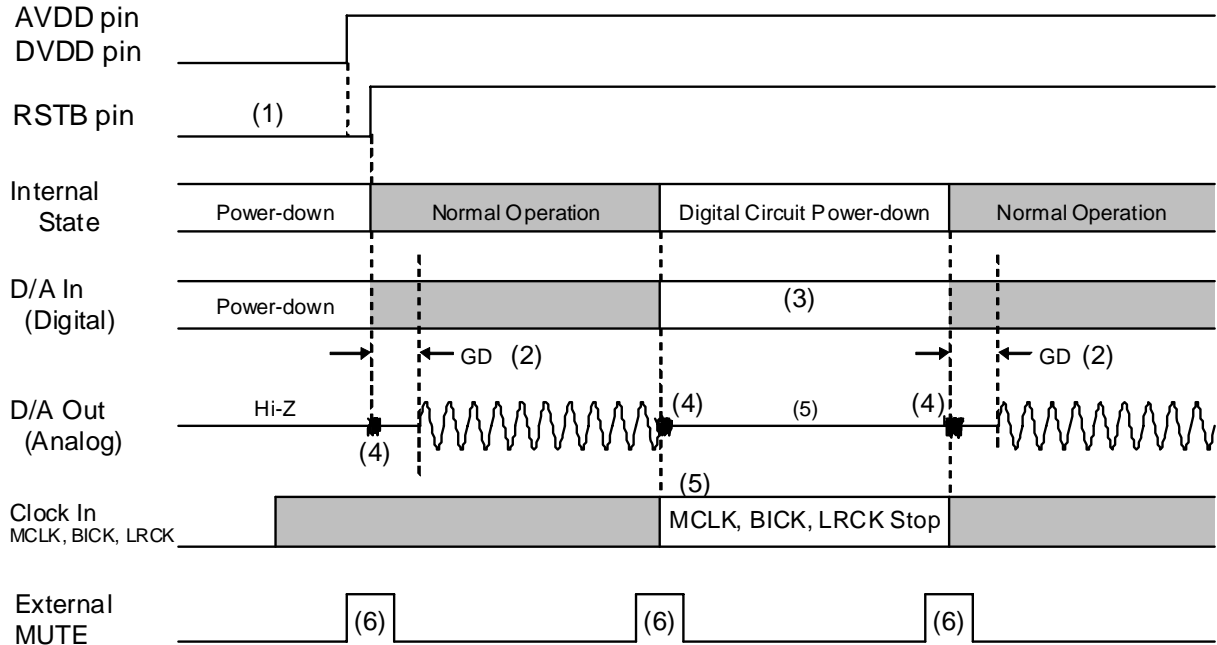 AVDD pin
DVDD pin
RSTB pin
(1)
Internal
State
Power-down
Normal Operation
Digital Circuit Power-down
Normal Operation
D/A In
(Digital)
Power-down
(3)
GD (2)
GD (2)
D/A Out
(Analog)
Hi-Z
(4)
(4)
(5)
(4)
(5)
Clock In
MCLK, BICK, LRCK
MCLK, BICK, LRCK Stop
External
MUTE
(6)
(6)
(6)